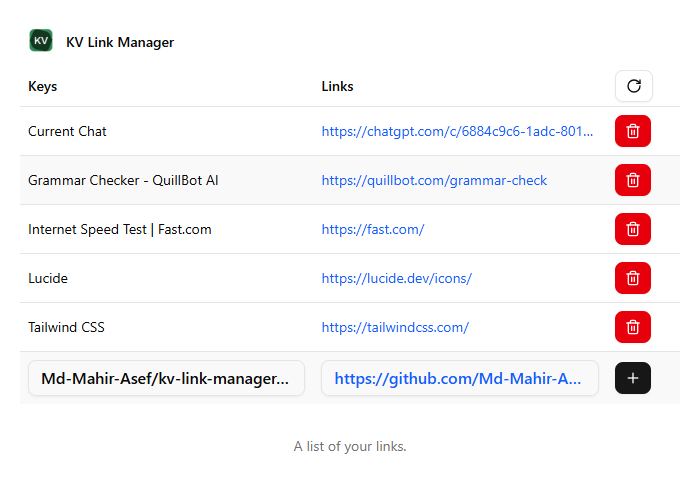 KV KV Link Manager
Keys Links
Current Chat https://chatgpt.com/c/6884c9c6-1adc-801...
Grammar Checker - QuillBot AI https://quillbot.com/grammar-check
Internet Speed Test | Fast.com https://fast.com/
Lucide https://lucide.dev/icons/
Tailwind CSS https://tailwindcss.com/
Md-Mahir-Asef/kv-link-manager... https://github.com/Md-Mahir-A...
A list of your links.